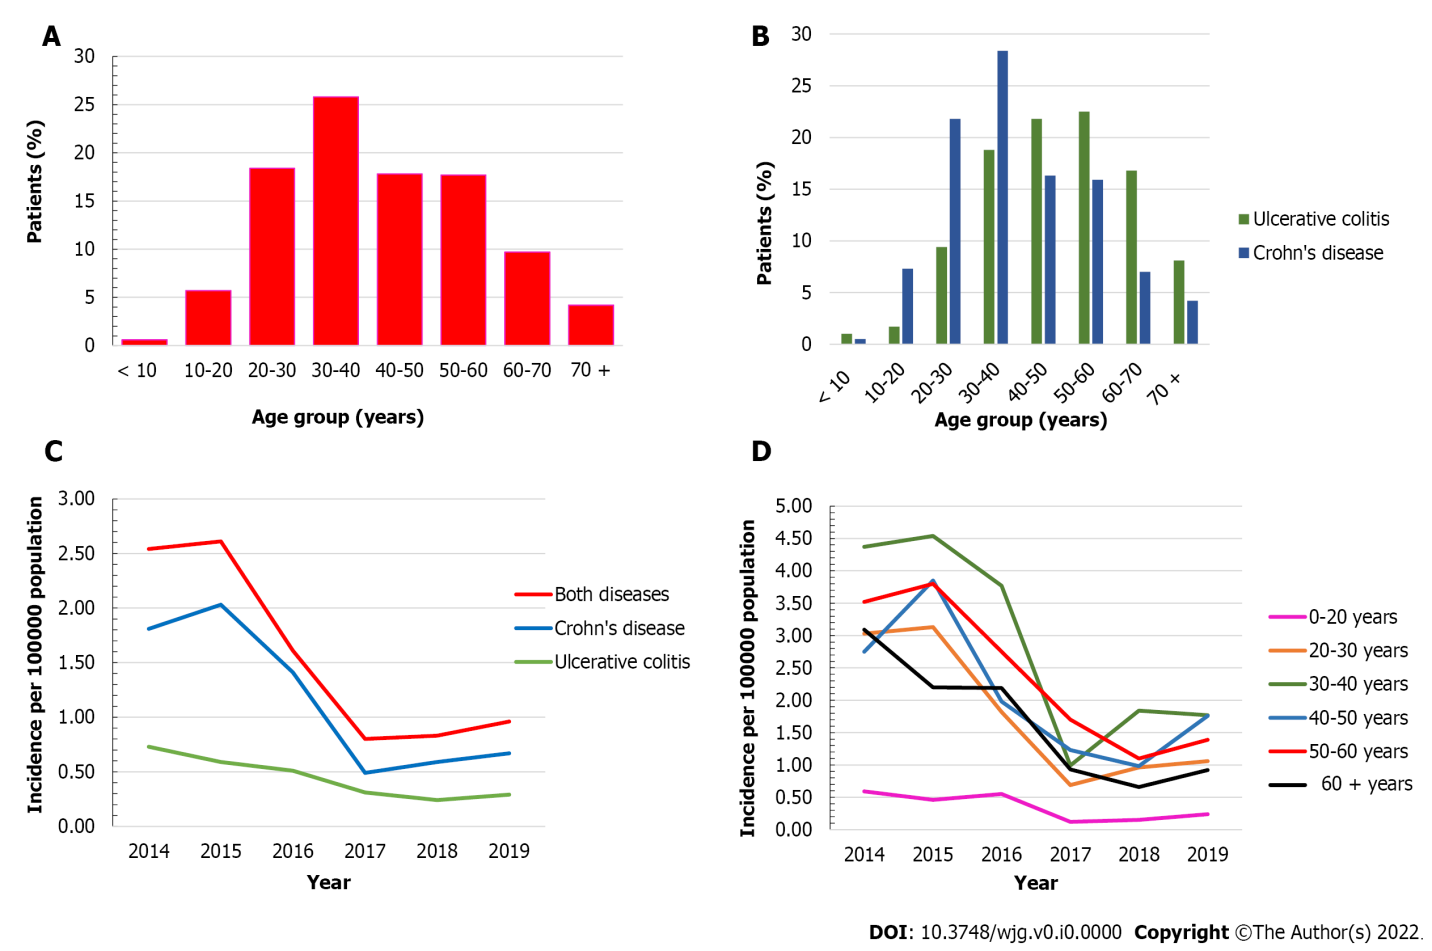 A
30
25
20
15
10
5
0
Patients (%)
< 10 10-20 20-30 30-40 40-50 50-60 60-70 70 +
Age group (years)
B
30
25
20
15
10
5
0
Patients (%)
< 10 10-20 20-30 30-40 40-50 50-60 60-70 70 +
Age group (years)
Ulcerative colitis
Crohn's disease
C
3.00
2.50
2.00
1.50
1.00
0.50
0.00
Incidence per 100000 population
2014 2015 2016 2017 2018 2019
Year
Both diseases
Crohn's disease
Ulcerative colitis
D
5.00
4.50
4.00
3.50
3.00
2.50
2.00
1.50
1.00
0.50
0.00
Incidence per 100000 population
2014 2015 2016 2017 2018 2019
Year
0-20 years
20-30 years
30-40 years
40-50 years
50-60 years
60 + years
DOI: 10.3748/wjg.v0.i0.0000 Copyright ©The Author(s) 2022.